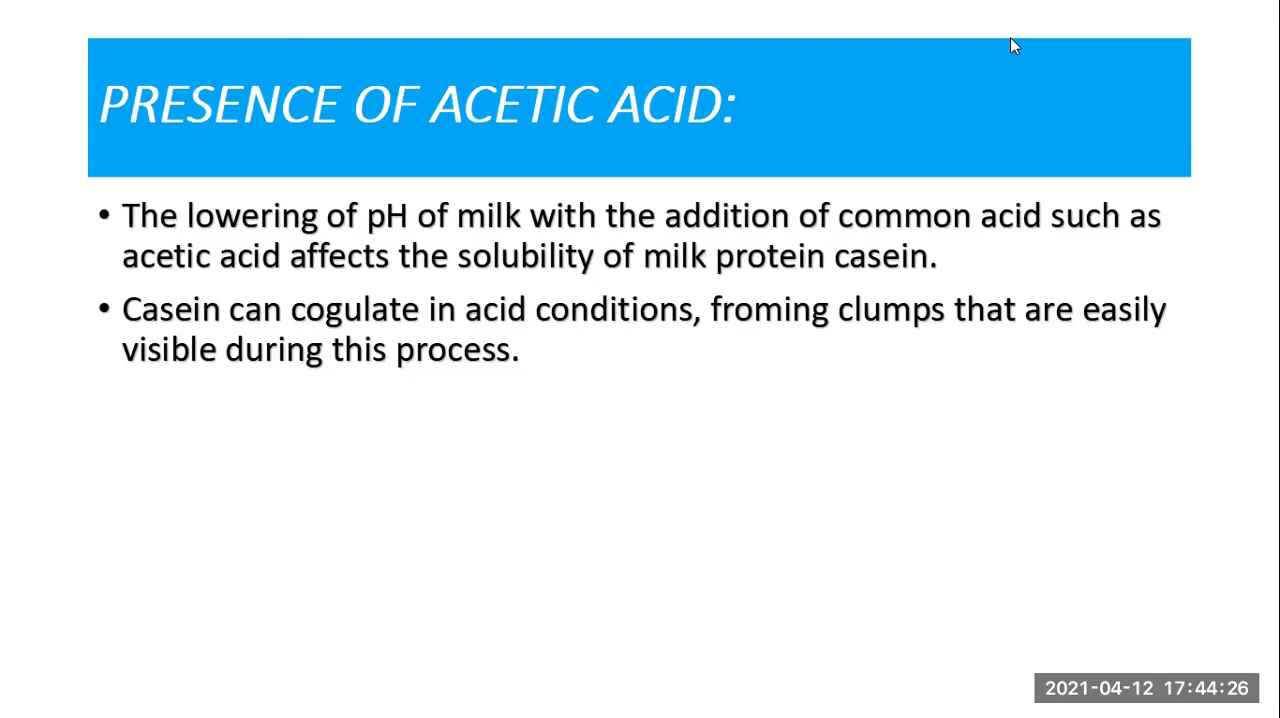 PRESENCE OF ACETIC ACID:
• The lowering of pH of milk with the addition of common acid such as
acetic acid affects the solubility of milk protein casein.
• Casein can cogulate in acid conditions, froming clumps that are easily
visible during this process.
2021-04-12 17:44:26